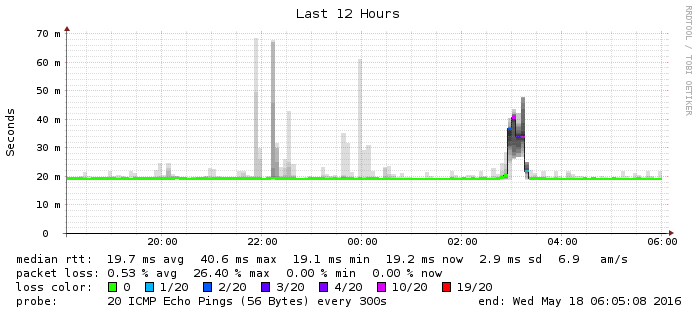 Last 12 Hours
RRDTOOL / TOBI OETIKER
Seconds
70 m
60 m
50 m
40 m
30 m
20 m
10 m
0
20:00 22:00 00:00 02:00 04:00 06:00
median rtt: 19.7 ms avg 40.6 ms max 19.1 ms min 19.2 ms now 2.9 ms sd 6.9 am/s
packet loss: 0.53 % avg 26.40 % max 0.00 % min 0.00 % now
loss color: 0 1/20 2/20 3/20 4/20 10/20 19/20
probe: 20 ICMP Echo Pings (56 Bytes) every 300s end: Wed May 18 06:05:08 2016